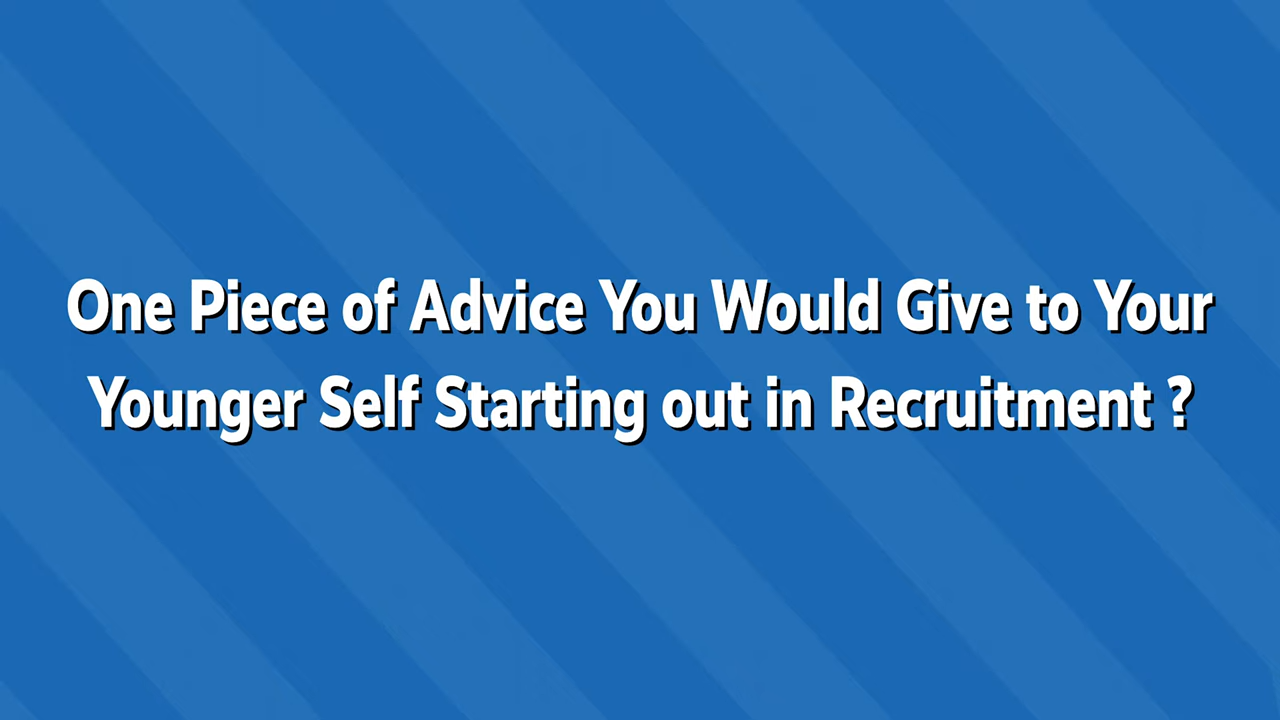 One Piece of Advice You Would Give to Your
Younger Self Starting out in Recruitment ?